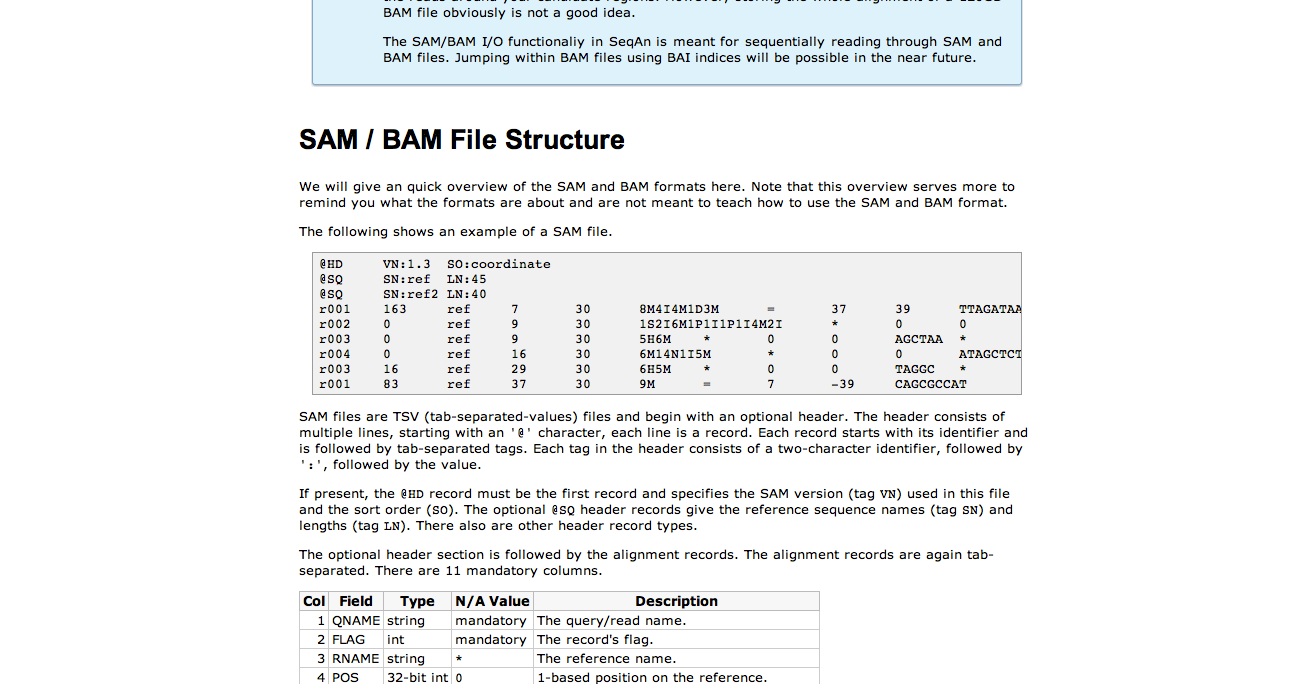 BAM file obviously is not a good idea.
The SAM/BAM I/O functionaliy in SeqAn is meant for sequentially reading through SAM and
BAM files. Jumping within BAM files using BAI indices will be possible in the near future.
SAM / BAM File Structure
We will give an quick overview of the SAM and BAM formats here. Note that this overview serves more to
remind you what the formats are about and are not meant to teach how to use the SAM and BAM format.
The following shows an example of a SAM file.
@HD VN:1.3 SO:coordinate
@SQ SN:ref LN:45
@SQ SN:ref2 LN:40
r001 163 ref 7 30 8M4I4M1D3M = 37 39 TTAGATAA
r002 0 ref 9 30 1S2I6M1P1I1P1I4M2I * 0 0
r003 0 ref 9 30 5H6M * 0 0 AGCTAA *
r004 0 ref 16 30 6M14N1I5M * 0 0 ATAGCTCT
r003 16 ref 29 30 6H5M * 0 0 TAGGC *
r001 83 ref 37 30 9M = 7 -39 CAGCGCCAT
SAM files are TSV (tab-separated-values) files and begin with an optional header. The header consists of
multiple lines, starting with an '@' character, each line is a record. Each record starts with its identifier and
is followed by tab-separated tags. Each tag in the header consists of a two-character identifier, followed by
':', followed by the value.
If present, the @HD record must be the first record and specifies the SAM version (tag VN) used in this file
and the sort order (SO). The optional @SQ header records give the reference sequence names (tag SN) and
lengths (tag LN). There also are other header record types.
The optional header section is followed by the alignment records. The alignment records are again tab-
separated. There are 11 mandatory columns.
Col Field Type N/A Value Description
1 QNAME string mandatory The query/read name.
2 FLAG int mandatory The record's flag.
3 RNAME string * The reference name.
4 POS 32-bit int 0 1-based position on the reference.